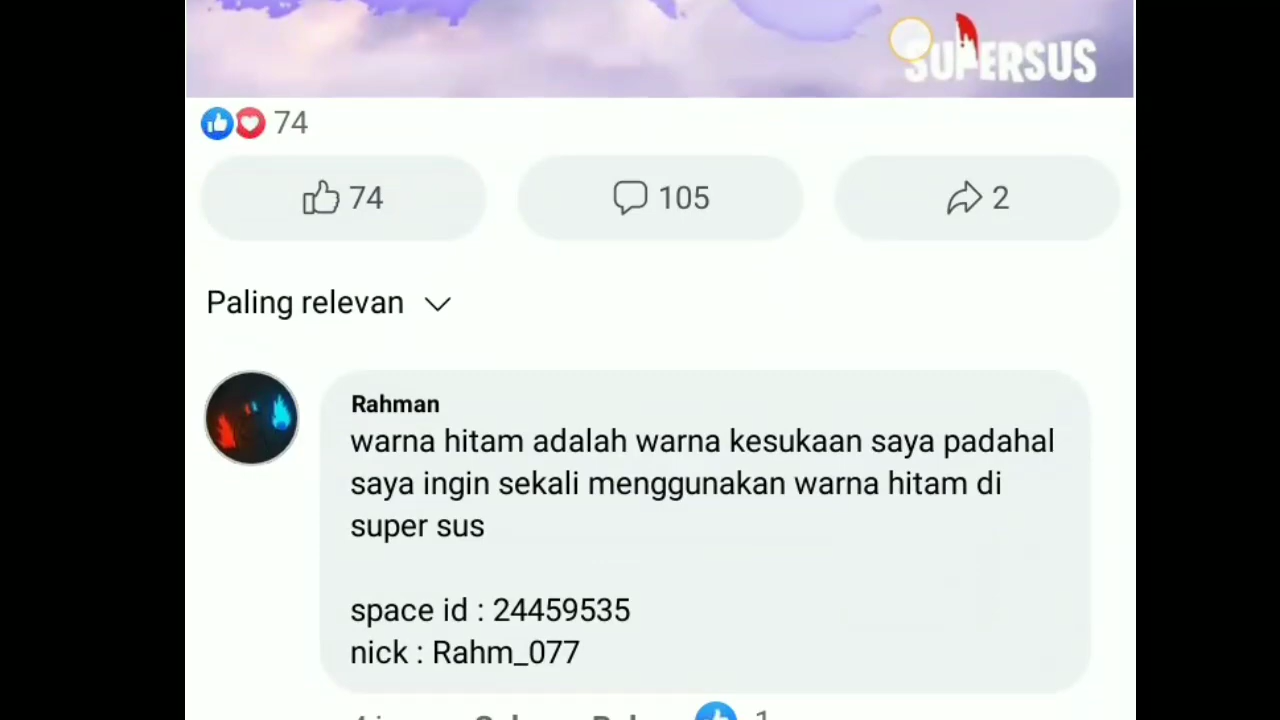 SUPERSUS
74
74
105
2
Paling relevan
Rahman
warna hitam adalah warna kesukaan saya padahal
saya ingin sekali menggunakan warna hitam di
super sus
space id : 24459535
nick : Rahm_077
1